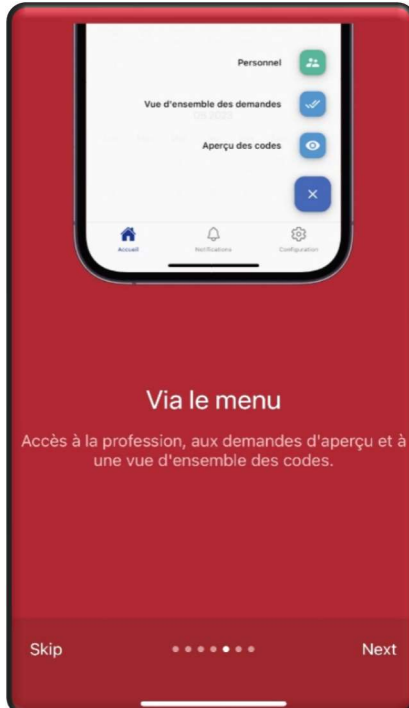 Personnel
Vue d'ensemble des demandes
Aperçu des codes
Accueil
Notifications
Configuration
Via le menu
Accès à la profession, aux demandes d'aperçu et à
une vue d'ensemble des codes.
Skip
Next